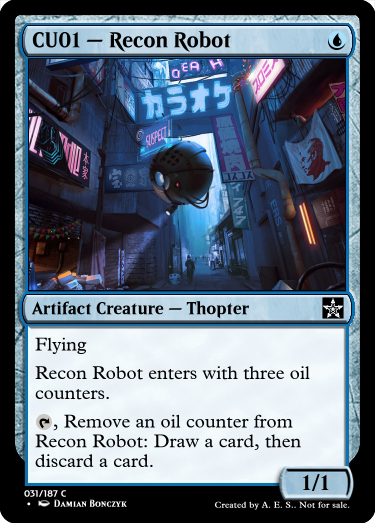 CU01 — Recon Robot
DEAH
カラオケ
SUSPECT
Artifact Creature — Thopter
Flying
Recon Robot enters with three oil
counters.
, Remove an oil counter from
Recon Robot: Draw a card, then
discard a card.
1/1
031/187 C
• Damian Bonczyk
Created by A. E. S.. Not for sale.